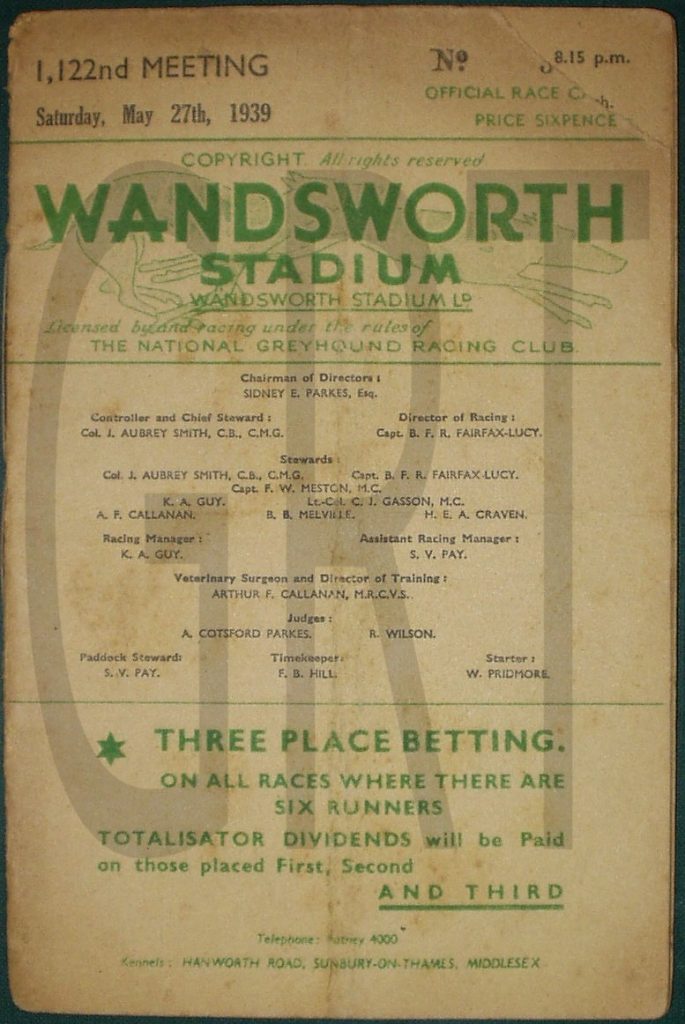 1,122nd MEETING
Nº 8.15 p.m.
Saturday, May 27th, 1939
OFFICIAL RACE
PRICE SIXPENCE
COPYRIGHT. All rights reserved
WANDSWORTH
STADIUM
WANDSWORTH STADIUM LD
Licensed by and racing under the rules of
THE NATIONAL GREYHOUND RACING CLUB.
Chairman of Directors :
SIDNEY E. PARKES, Esq.
Controller and Chief Steward : Director of Racing :
Col. J. AUBREY SMITH, C.B., C.M.G. Capt. B. F. R. FAIRFAX-LUCY.
Stewards :
Col. J. AUBREY SMITH, C.B., C.M.G. Capt. B. F. R. FAIRFAX-LUCY.
Capt. F. W. MESTON, M.C.
K. A. GUY. Lt.-Col. C. J. GASSON, M.C.
A. F. CALLANAN. B. B. MELVILLE. H. E. A. CRAVEN.
Racing Manager : Assistant Racing Manager :
K. A. GUY. S. V. PAY.
Veterinary Surgeon and Director of Training :
ARTHUR F. CALLANAN, M.R.C.V.S.
Judges :
A. COTSFORD PARKES. R. WILSON.
Paddock Steward: Timekeeper: Starter :
S. V. PAY. F. B. HILL. W. PRIDMORE.
THREE PLACE BETTING.
ON ALL RACES WHERE THERE ARE
SIX RUNNERS
TOTALISATOR DIVIDENDS will be Paid
on those placed First, Second
AND THIRD
Telephone: Putney 4000
Kennels : HANWORTH ROAD, SUNBURY-ON-THAMES, MIDDLESEX
GRT